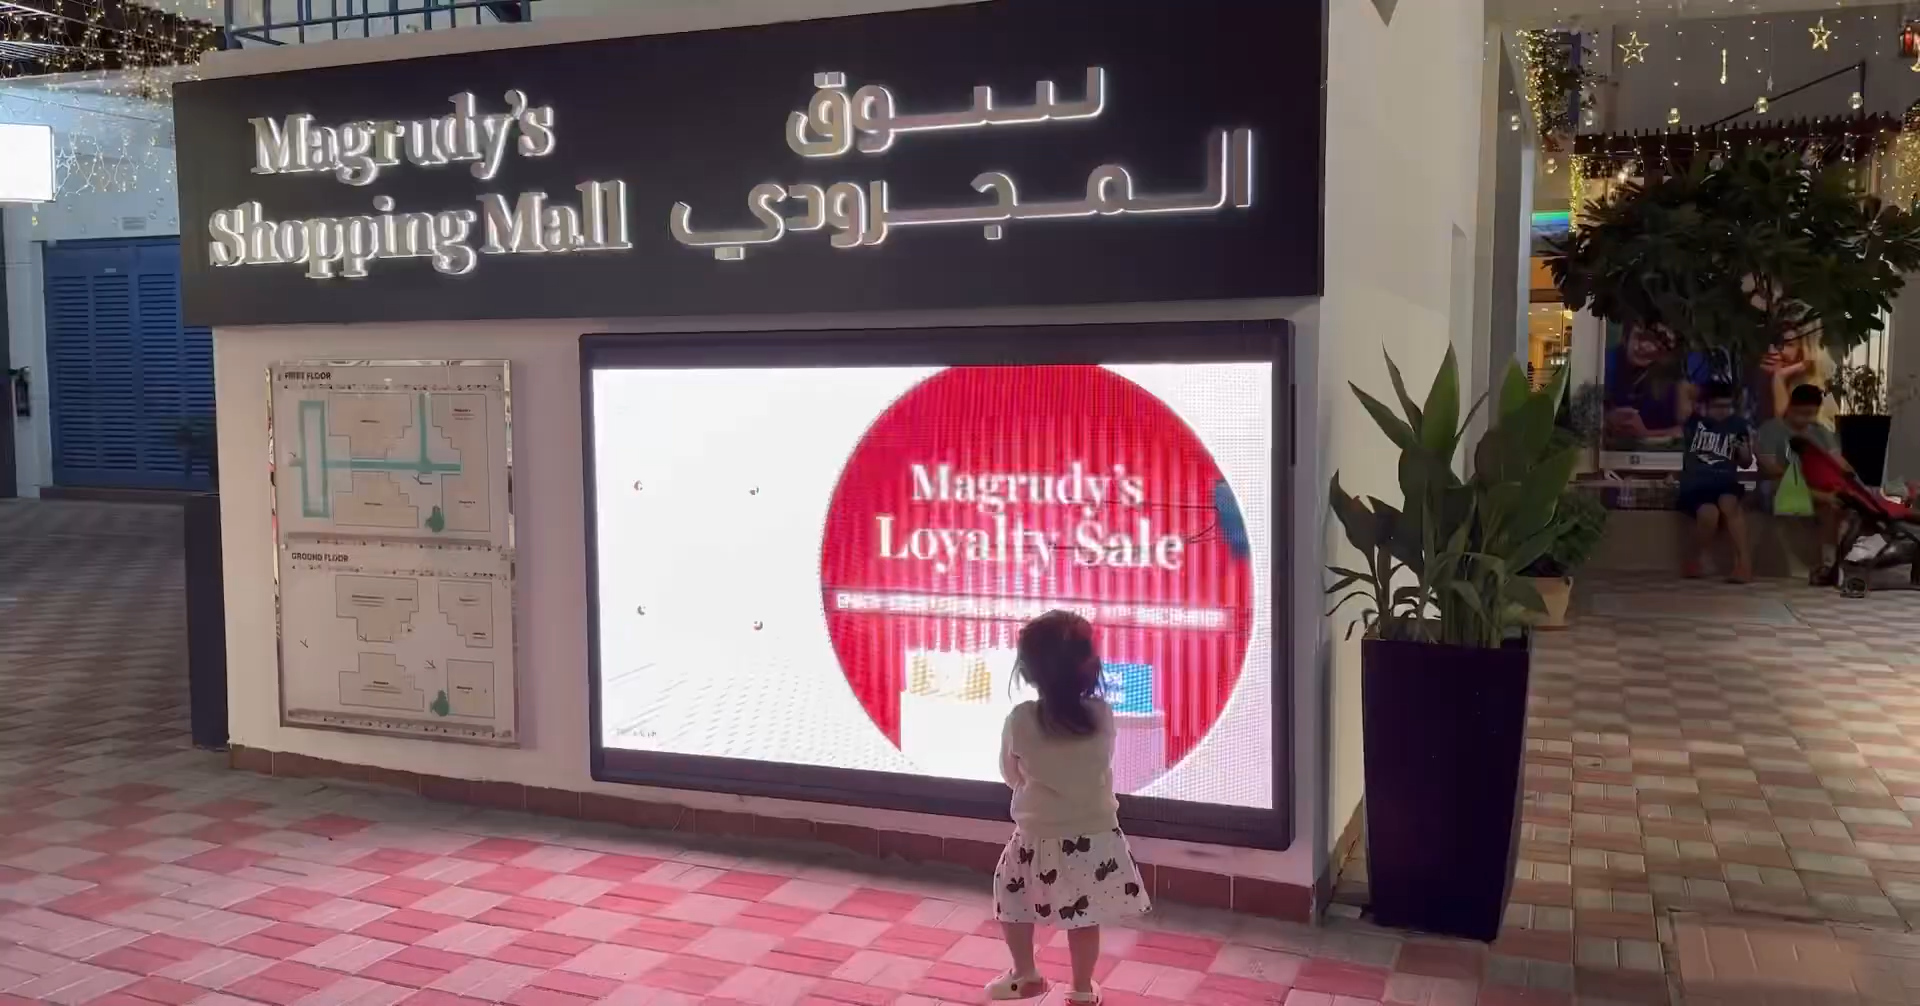 Magrudy's
Shopping Mall
سوق
المجرودي
FIRST FLOOR
GROUND FLOOR
Magrudy's
Loyalty Sale